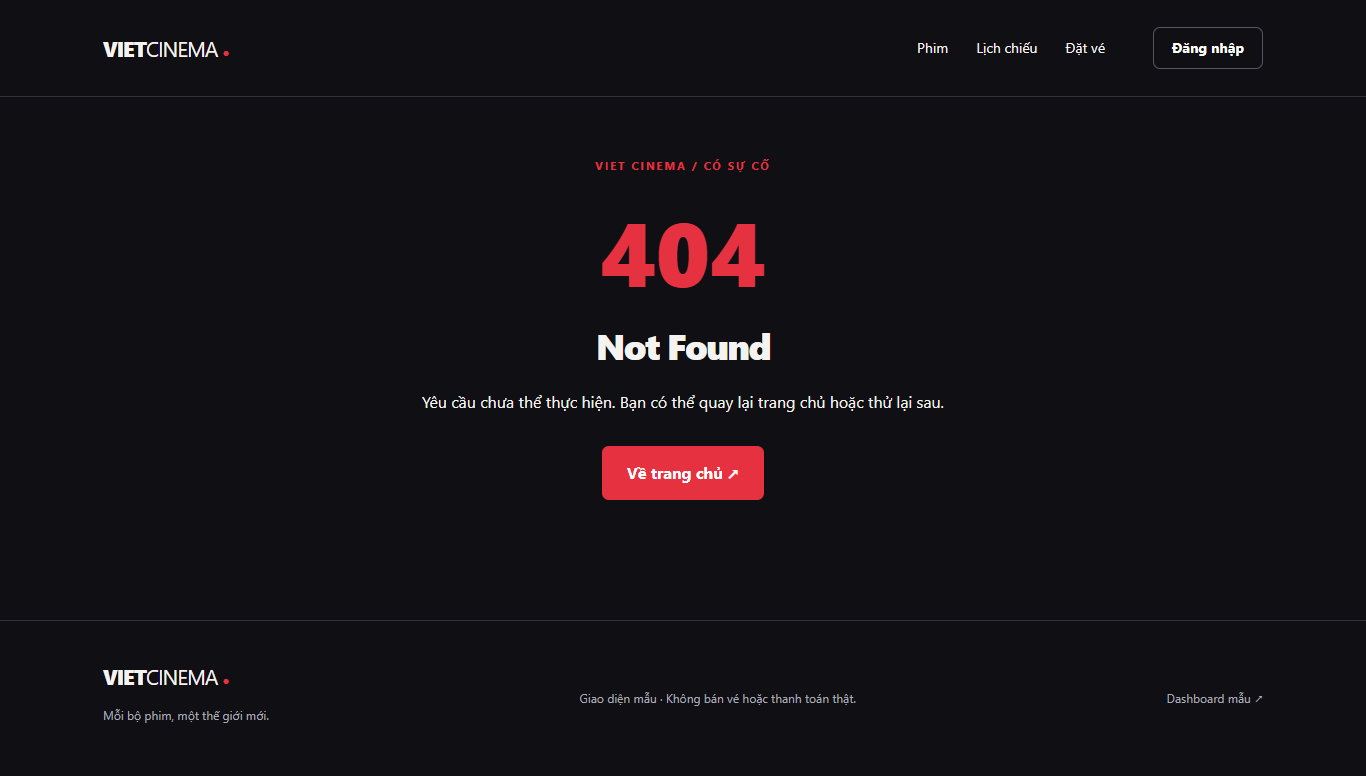 VIETCINEMA.
Phim Lịch chiếu Đặt vé Đăng nhập
VIET CINEMA / CÓ SỰ CỐ
404
Not Found
Yêu cầu chưa thể thực hiện. Bạn có thể quay lại trang chủ hoặc thử lại sau.
Về trang chủ ↗
VIETCINEMA.
Mỗi bộ phim, một thế giới mới.
Giao diện mẫu · Không bán vé hoặc thanh toán thật.
Dashboard mẫu ↗